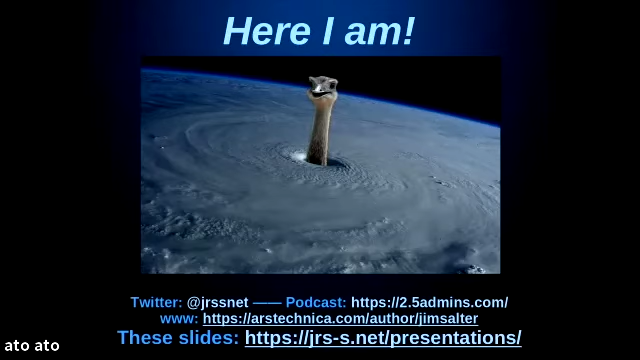 Here I am!
Twitter: @jrssnet —— Podcast: https://2.5admins.com/
www: https://arstechnica.com/author/jimsalter
These slides: https://jrs-s.net/presentations/
ato ato